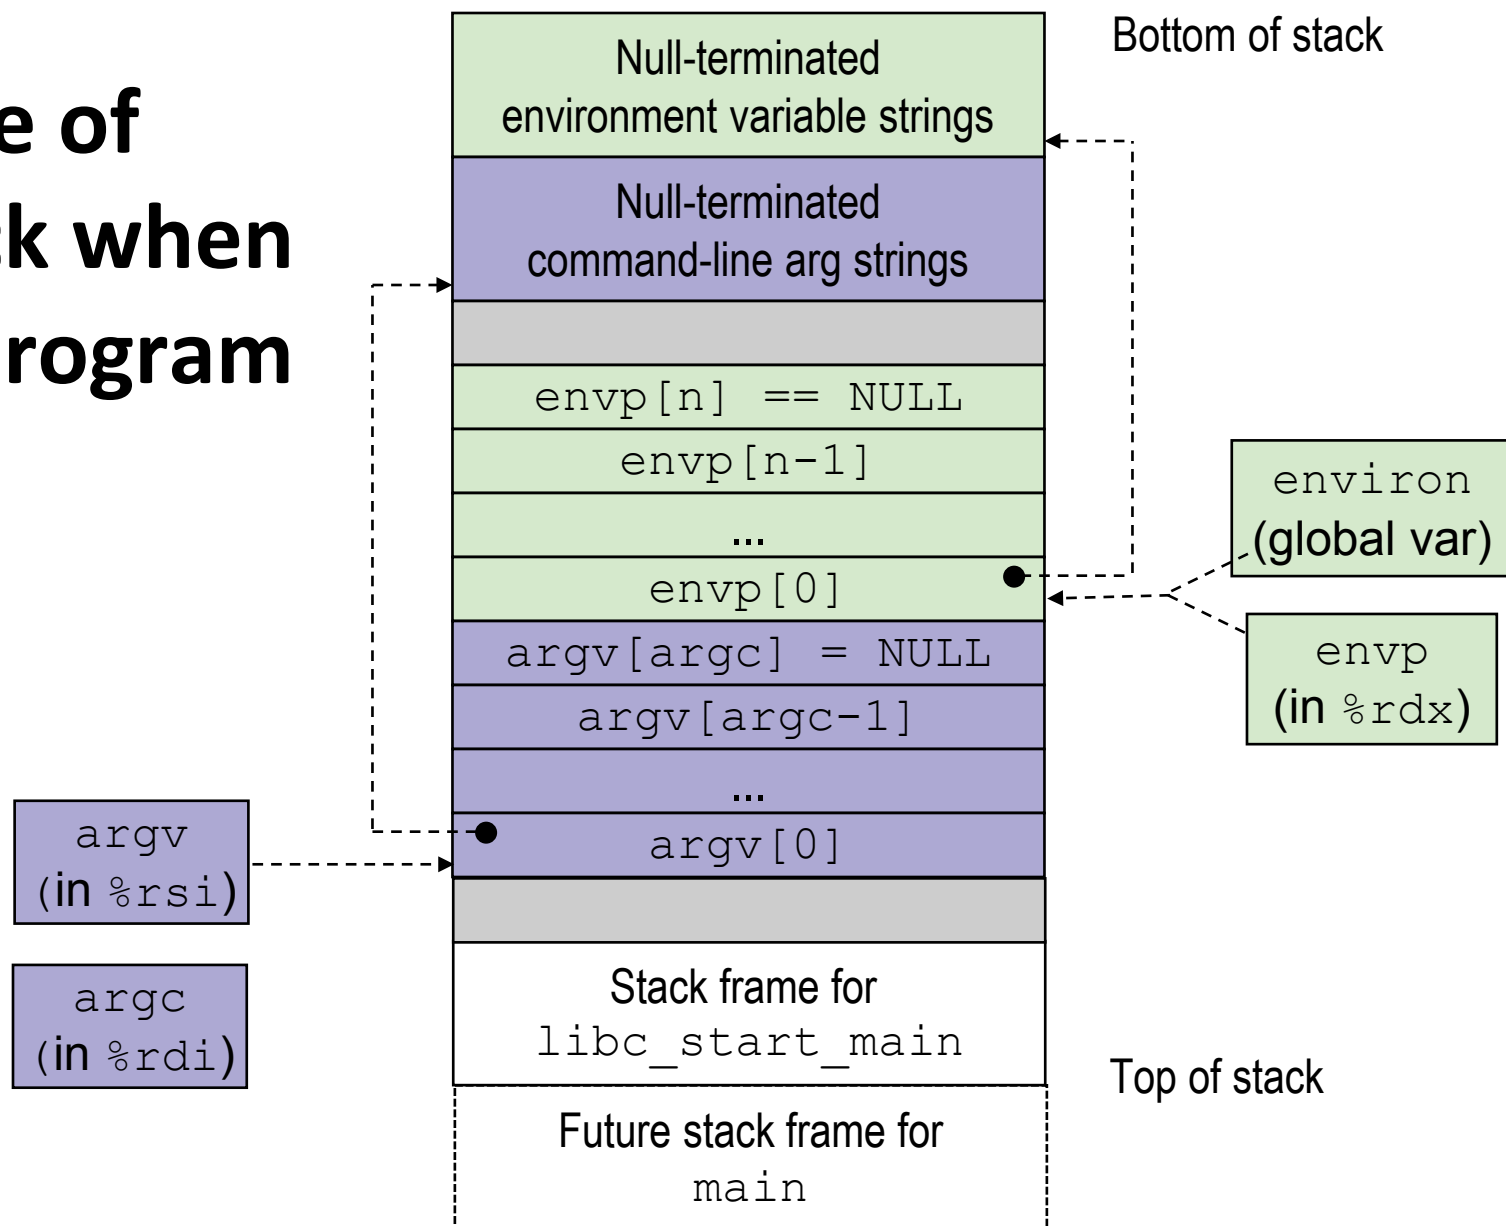 e of
k when
rogram
Bottom of stack
Null-terminated
environment variable strings
Null-terminated
command-line arg strings
envp[n] == NULL
envp[n-1]
...
envp[0]
argv[argc] = NULL
argv[argc-1]
...
argv[0]
environ
(global var)
envp
(in %rdx)
argv
(in %rsi)
argc
(in %rdi)
Stack frame for
libc_start_main
Top of stack
Future stack frame for
main